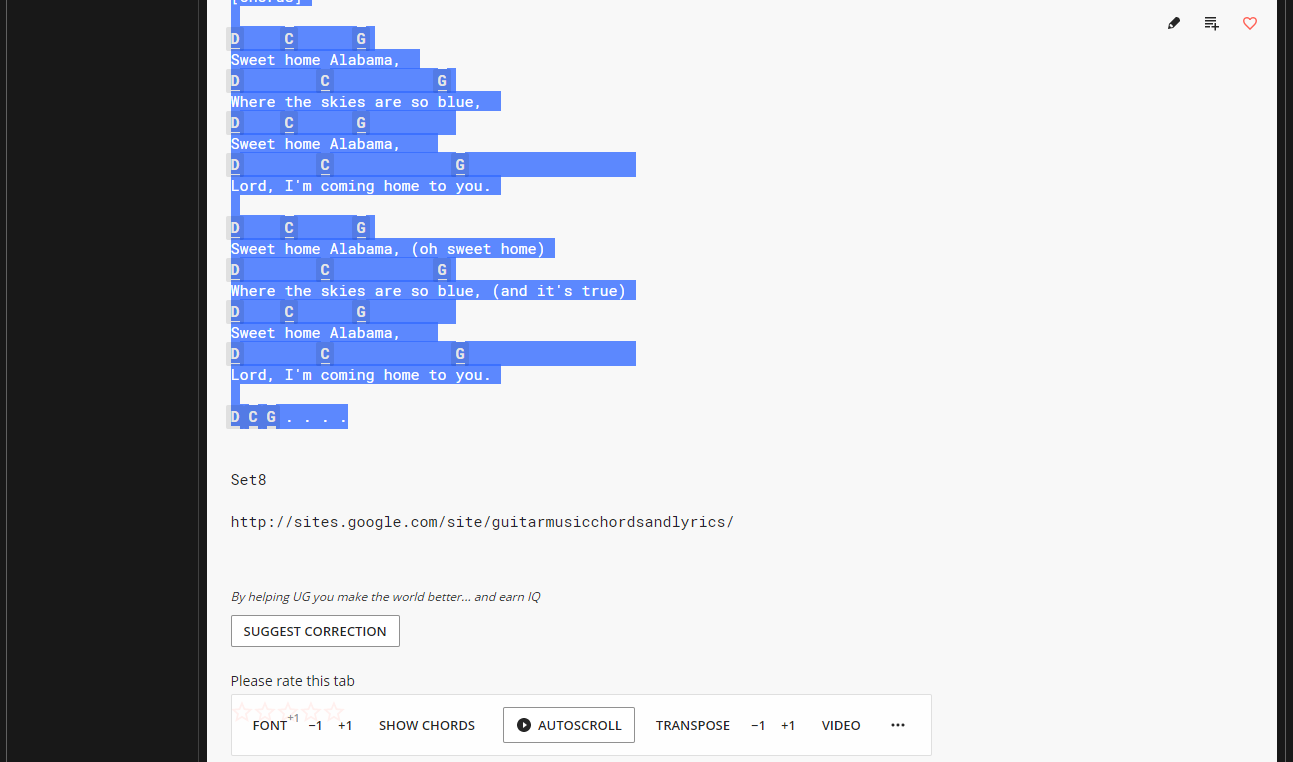 [Chords]
D C G
Sweet home Alabama,
D C G
Where the skies are so blue,
D C G
Sweet home Alabama,
D C G
Lord, I'm coming home to you.
D C G
Sweet home Alabama, (oh sweet home)
D C G
Where the skies are so blue, (and it's true)
D C G
Sweet home Alabama,
D C G
Lord, I'm coming home to you.
D C G . . . .
Set8
http://sites.google.com/site/guitarmusicchordsandlyrics/
By helping UG you make the world better... and earn IQ
SUGGEST CORRECTION
Please rate this tab
+1
FONT −1 +1 SHOW CHORDS AUTOSCROLL TRANSPOSE −1 +1 VIDEO ···